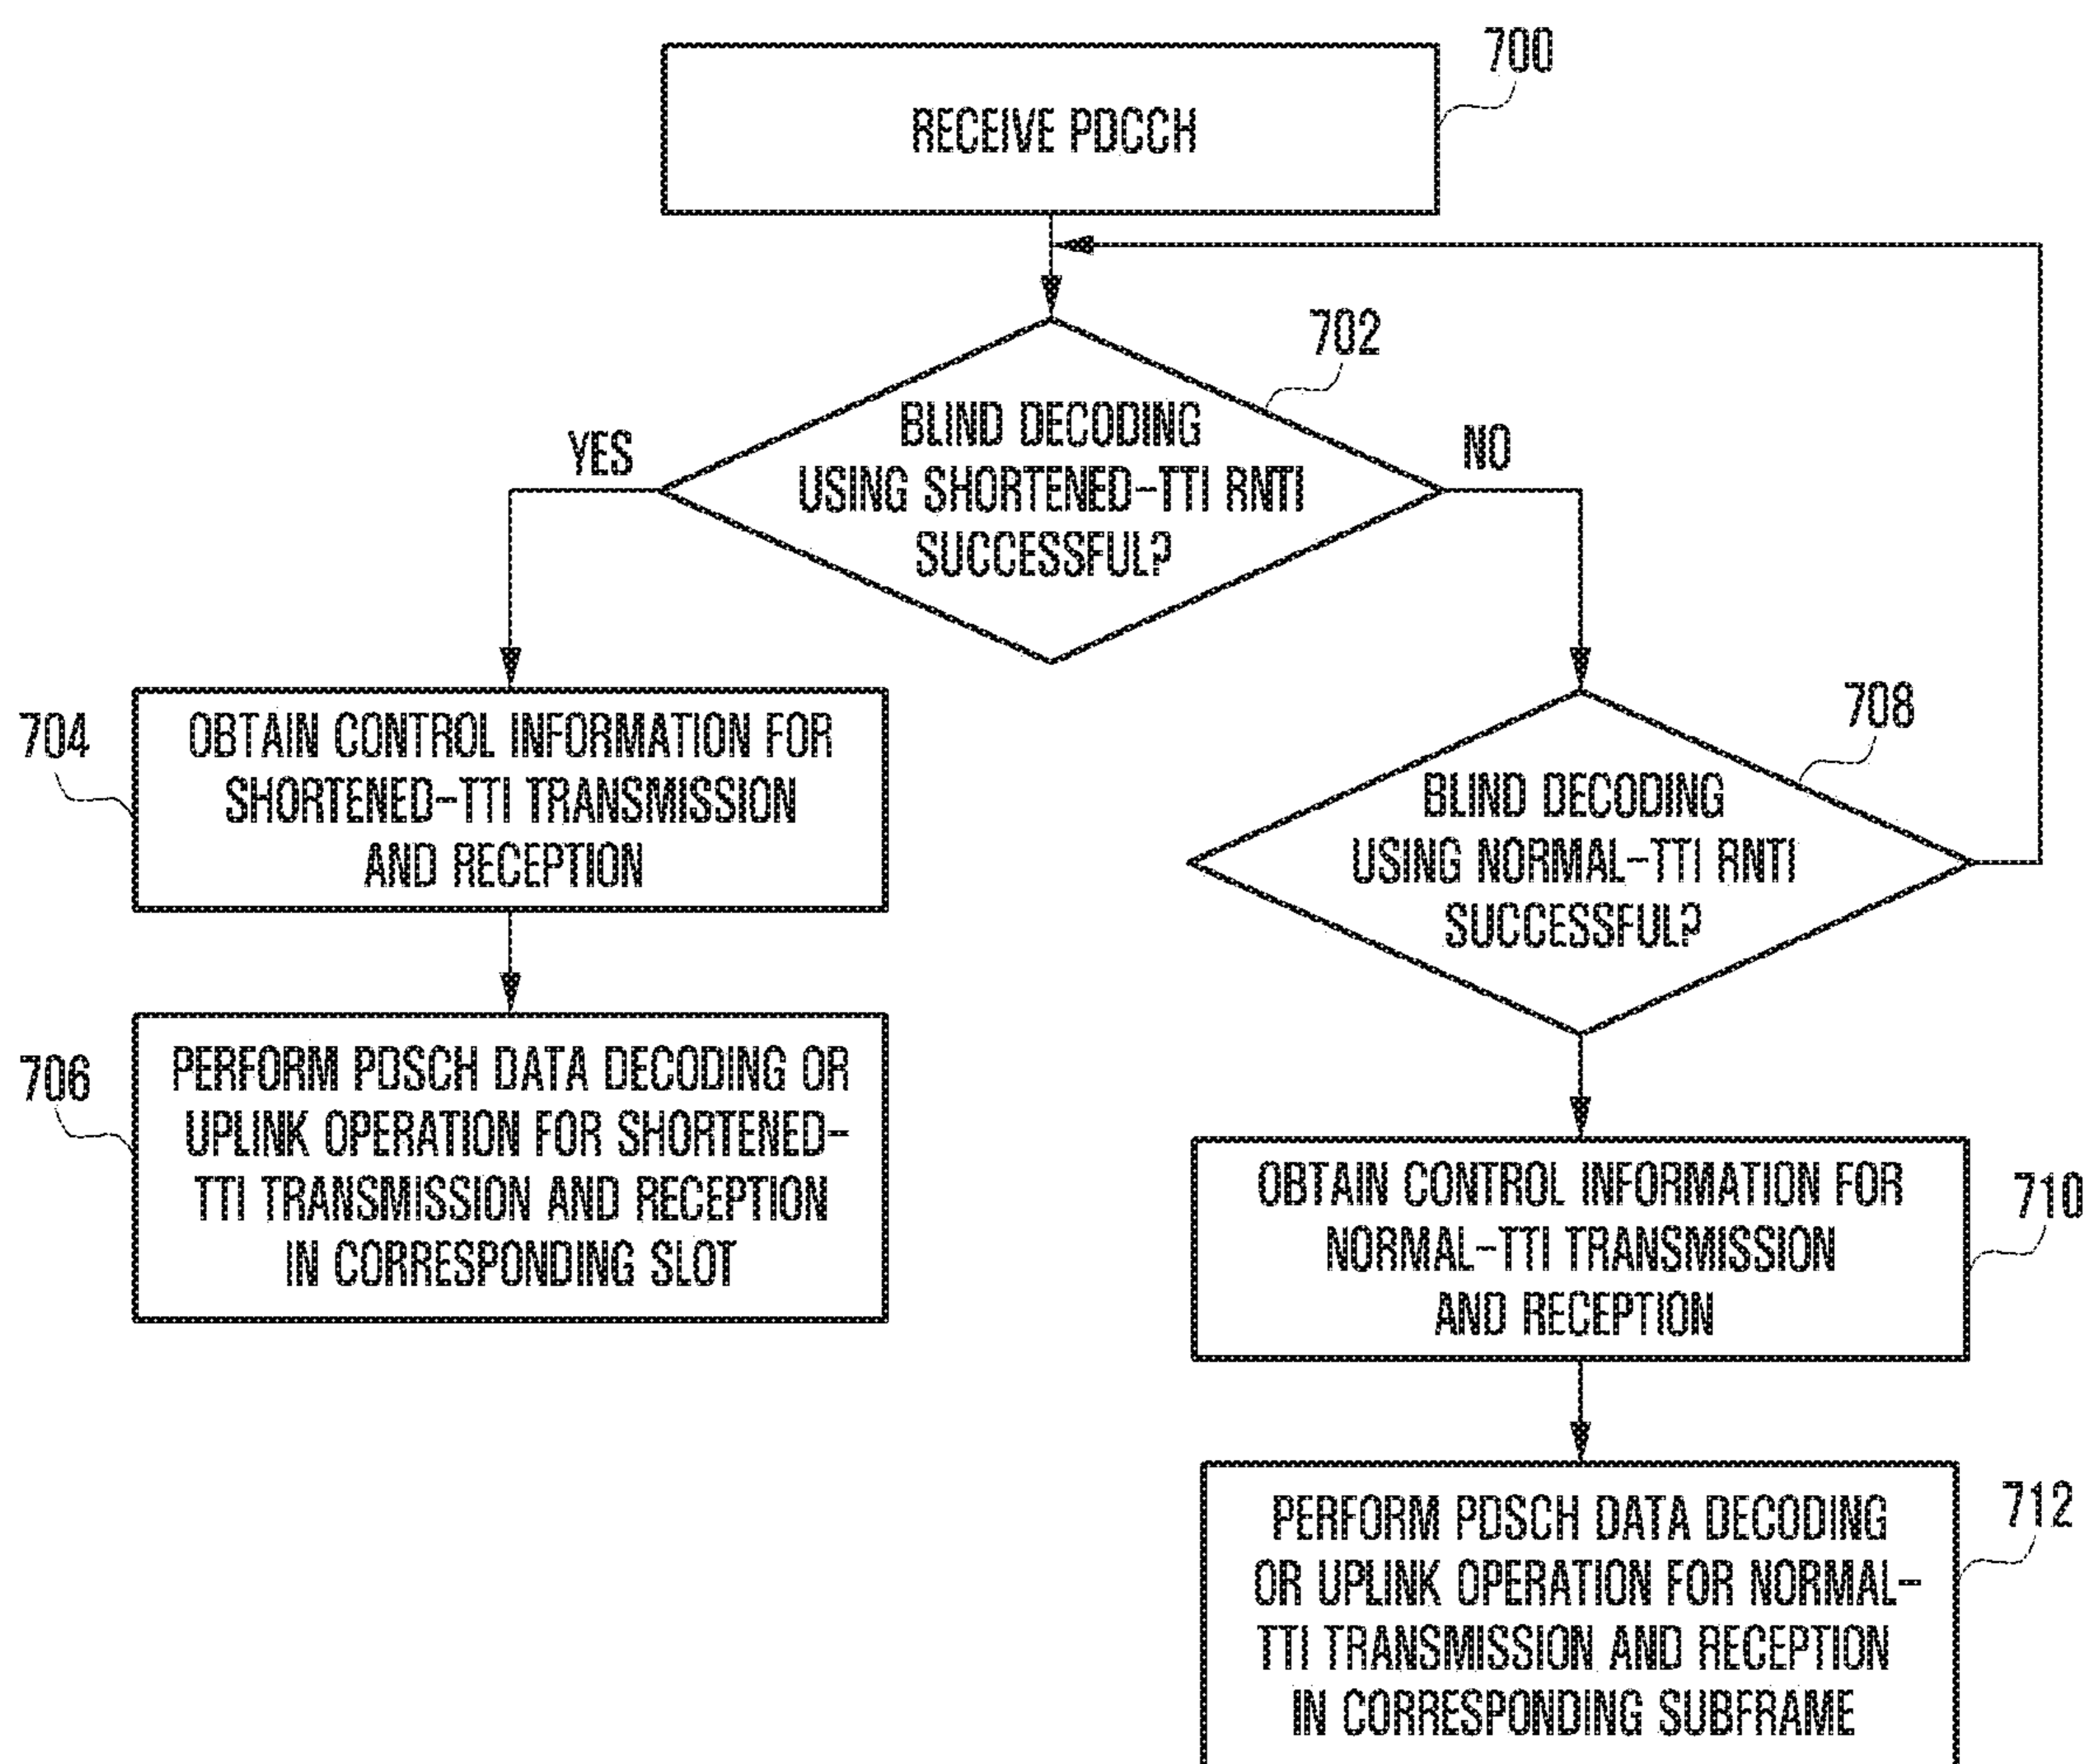 700
RECEIVE PDCCH
702
BLIND DECODING
USING SHORTENED-TTI RNTI
SUCCESSFUL?
YES
NO
704
OBTAIN CONTROL INFORMATION FOR
SHORTENED-TTI TRANSMISSION
AND RECEPTION
708
BLIND DECODING
USING NORMAL-TTI RNTI
SUCCESSFUL?
706
PERFORM PDSCH DATA DECODING OR
UPLINK OPERATION FOR SHORTENED-
TTI TRANSMISSION AND RECEPTION
IN CORRESPONDING SLOT
710
OBTAIN CONTROL INFORMATION FOR
NORMAL-TTI TRANSMISSION
AND RECEPTION
712
PERFORM PDSCH DATA DECODING
OR UPLINK OPERATION FOR NORMAL-
TTI TRANSMISSION AND RECEPTION
IN CORRESPONDING SUBFRAME